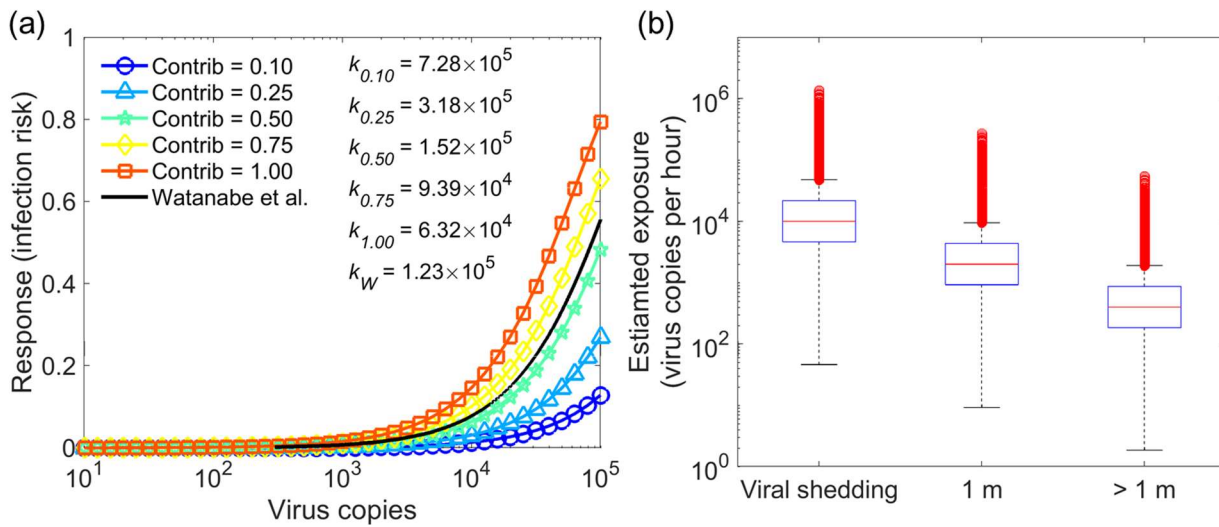 (a)
1
0.8
0.6
0.4
0.2
0
Response (infection risk)
Contrib = 0.10
Contrib = 0.25
Contrib = 0.50
Contrib = 0.75
Contrib = 1.00
Watanabe et al.
k0.10 = 7.28×10^5
k0.25 = 3.18×10^5
k0.50 = 1.52×10^5
k0.75 = 9.39×10^4
k1.00 = 6.32×10^4
kW = 1.23×10^5
10^1 10^2 10^3 10^4 10^5
Virus copies
(b)
10^6
10^4
10^2
10^0
Estiamted exposure
(virus copies per hour)
Viral shedding 1 m > 1 m